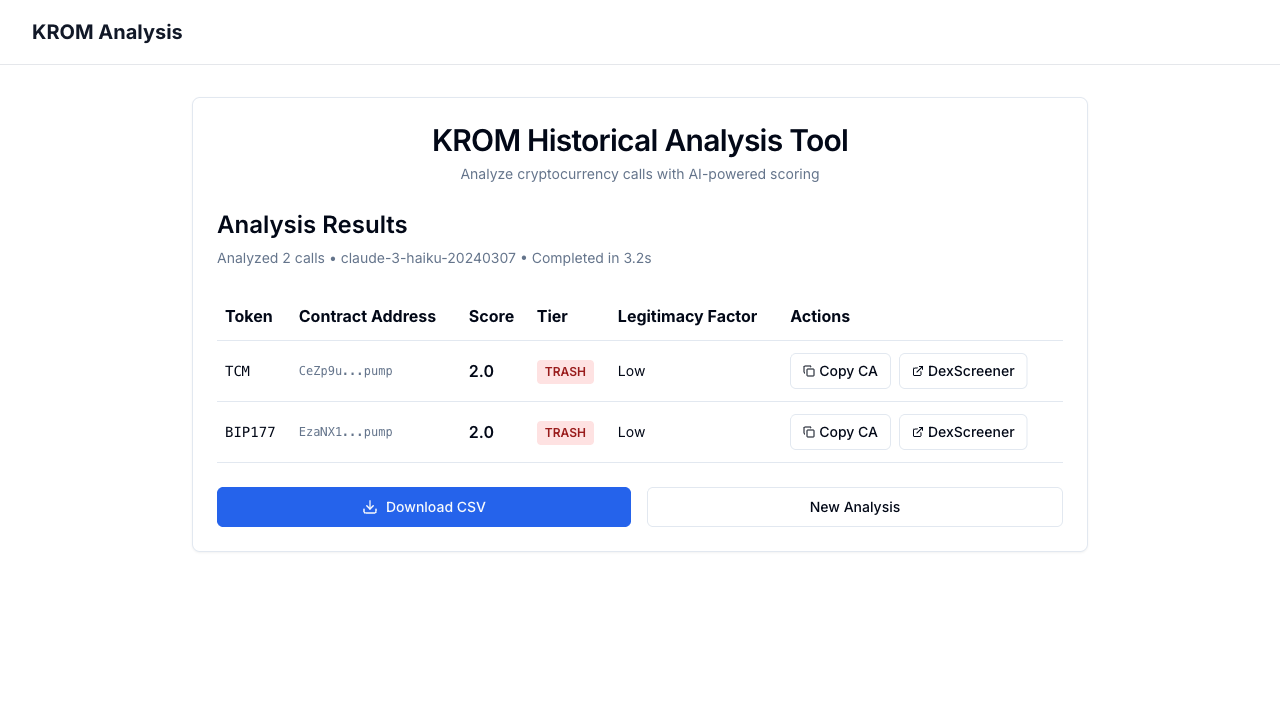 KROM Analysis
KROM Historical Analysis Tool
Analyze cryptocurrency calls with AI-powered scoring
Analysis Results
Analyzed 2 calls • claude-3-haiku-20240307 • Completed in 3.2s
Token Contract Address Score Tier Legitimacy Factor Actions
TCM CeZp9u...pump 2.0 TRASH Low Copy CA DexScreener
BIP177 EzaNX1...pump 2.0 TRASH Low Copy CA DexScreener
Download CSV New Analysis